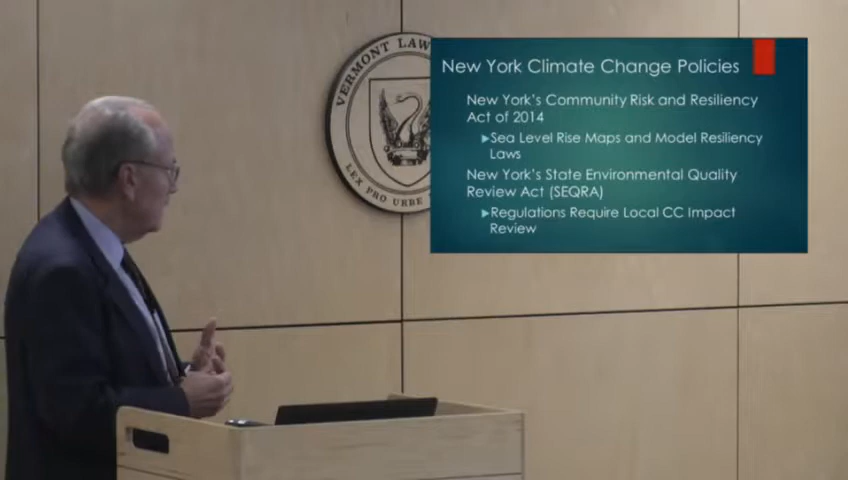 VERMONT LAW
LEX PRO URBE
New York Climate Change Policies
New York's Community Risk and Resiliency
Act of 2014
Sea Level Rise Maps and Model Resiliency
Laws
New York's State Environmental Quality
Review Act (SEQRA)
Regulations Require Local CC Impact
Review